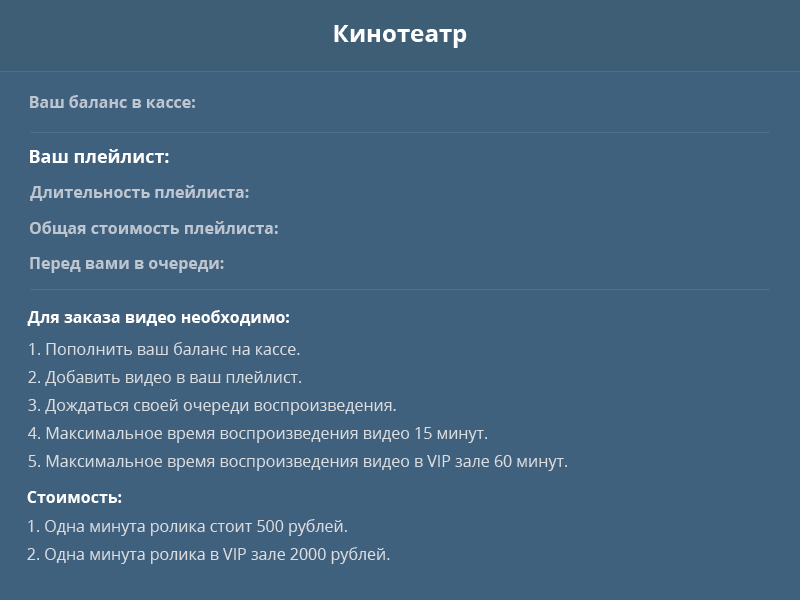 Кинотеатр
Ваш баланс в кассе:
Ваш плейлист:
Длительность плейлиста:
Общая стоимость плейлиста:
Перед вами в очереди:
Для заказа видео необходимо:
1. Пополнить ваш баланс на кассе.
2. Добавить видео в ваш плейлист.
3. Дождаться своей очереди воспроизведения.
4. Максимальное время воспроизведения видео 15 минут.
5. Максимальное время воспроизведения видео в VIP зале 60 минут.
Стоимость:
1. Одна минута ролика стоит 500 рублей.
2. Одна минута ролика в VIP зале 2000 рублей.